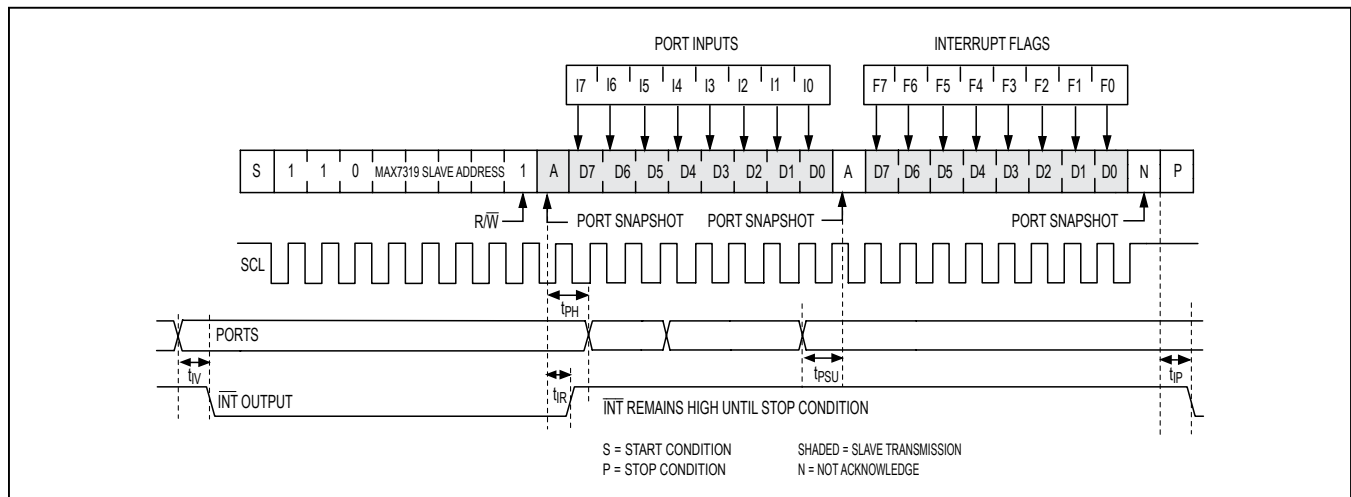 PORT INPUTS INTERRUPT FLAGS
I7 I6 I5 I4 I3 I2 I1 I0 F7 F6 F5 F4 F3 F2 F1 F0
S 1 1 0 MAX7319 SLAVE ADDRESS 1 A D7 D6 D5 D4 D3 D2 D1 D0 A D7 D6 D5 D4 D3 D2 D1 D0 N P
R/W̅ PORT SNAPSHOT PORT SNAPSHOT PORT SNAPSHOT
SCL
tPH
PORTS
tIV tIR tPSU tIP
I̅N̅T̅ OUTPUT I̅N̅T̅ REMAINS HIGH UNTIL STOP CONDITION
S = START CONDITION SHADED = SLAVE TRANSMISSION
P = STOP CONDITION N = NOT ACKNOWLEDGE